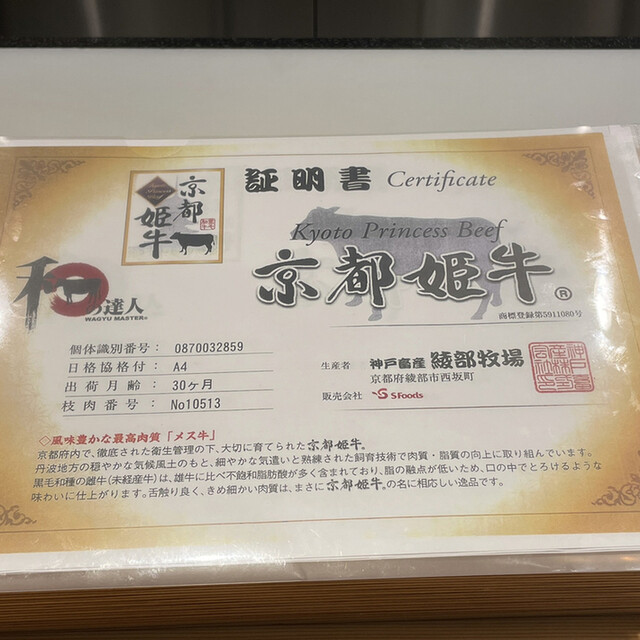 証明書 Certificate
京都
姫牛
Kyoto Princess Beef
京都姫牛®
商標登録第5911080号
和の達人
WAGYU MASTER®
個体識別番号： 0870032859
日格協格付： A4
出荷月齢： 30ヶ月
枝肉番号： No10513
生産者 神戸畜産 綾部牧場
京都府綾部市西坂町
販売会社 SFoods
◇風味豊かな最高肉質「メス牛」
京都府内で、徹底された衛生管理の下、大切に育てられた京都姫牛。
丹波地方の穏やかな気候風土のもと、細やかな気遣いと熟練された飼育技術で肉質・脂質の向上に取り組んでいます。
黒毛和種の雌牛(未経産牛)は、雄牛に比べ不飽和脂肪酸が多く含まれており、脂の融点が低いため、口の中でとろけるような
味わいに仕上がります。舌触り良く、きめ細かい肉質は、まさに京都姫牛。の名に相応しい逸品です。